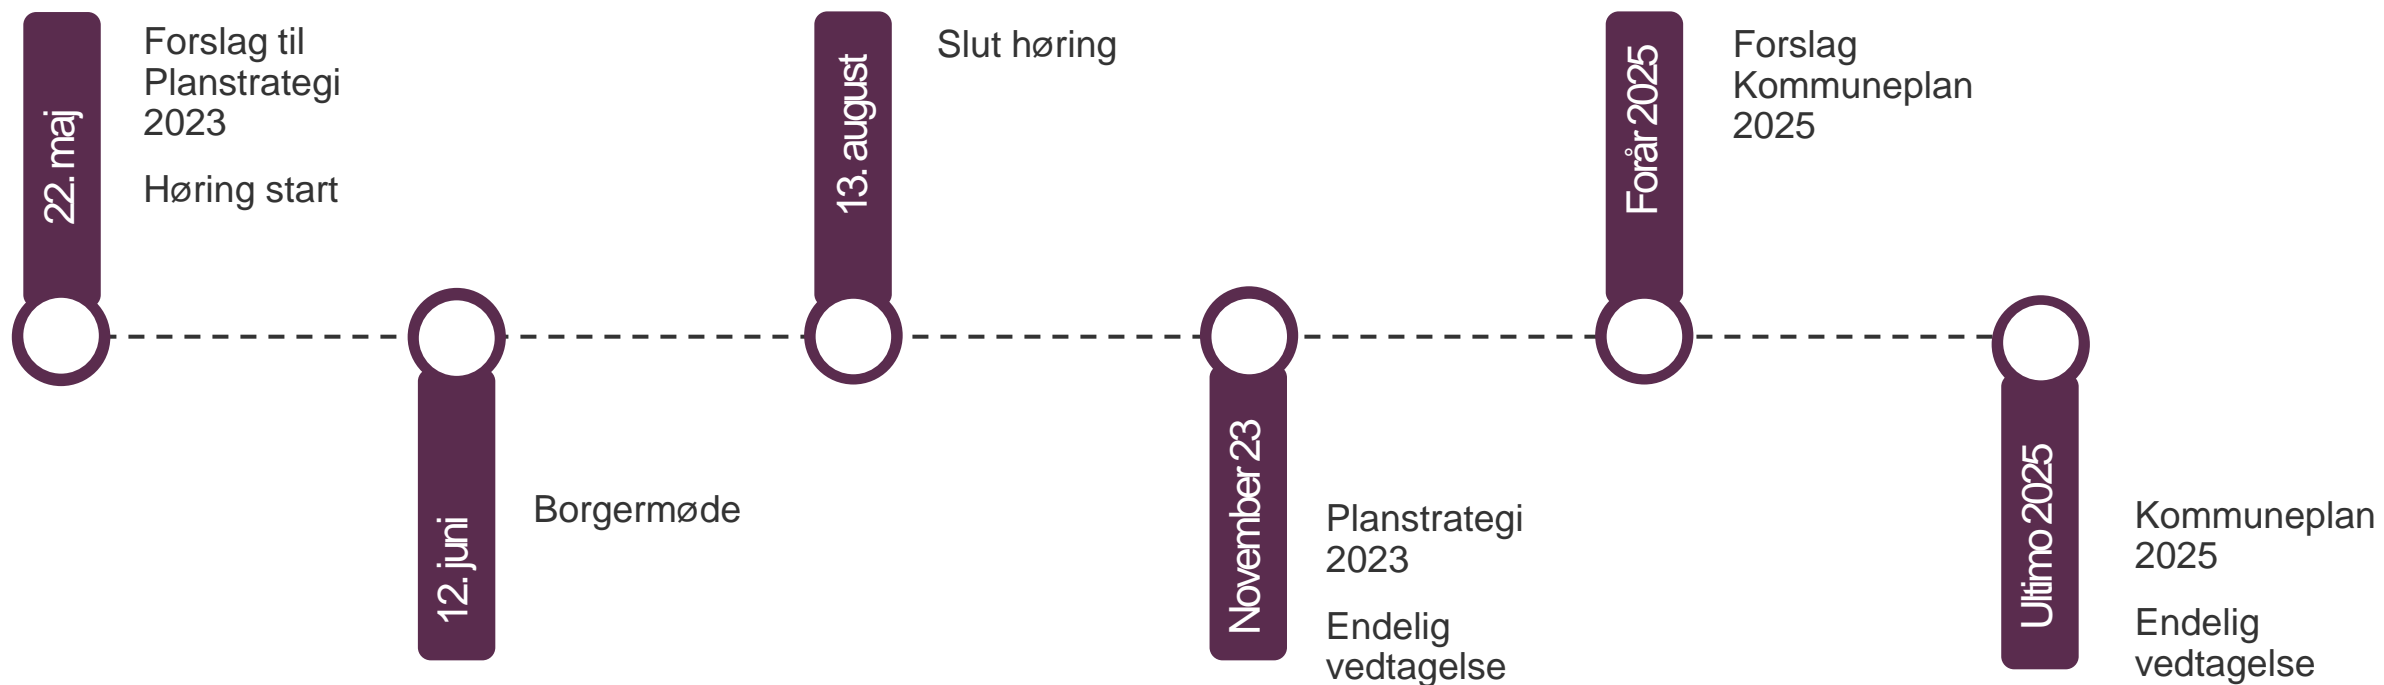 22. maj
Forslag til
Planstrategi
2023
Høring start
12. juni
Borgermøde
13. august
Slut høring
November 23
Planstrategi
2023
Endelig
vedtagelse
Forår 2025
Forslag
Kommuneplan
2025
Ultimo 2025
Kommuneplan
2025
Endelig
vedtagelse